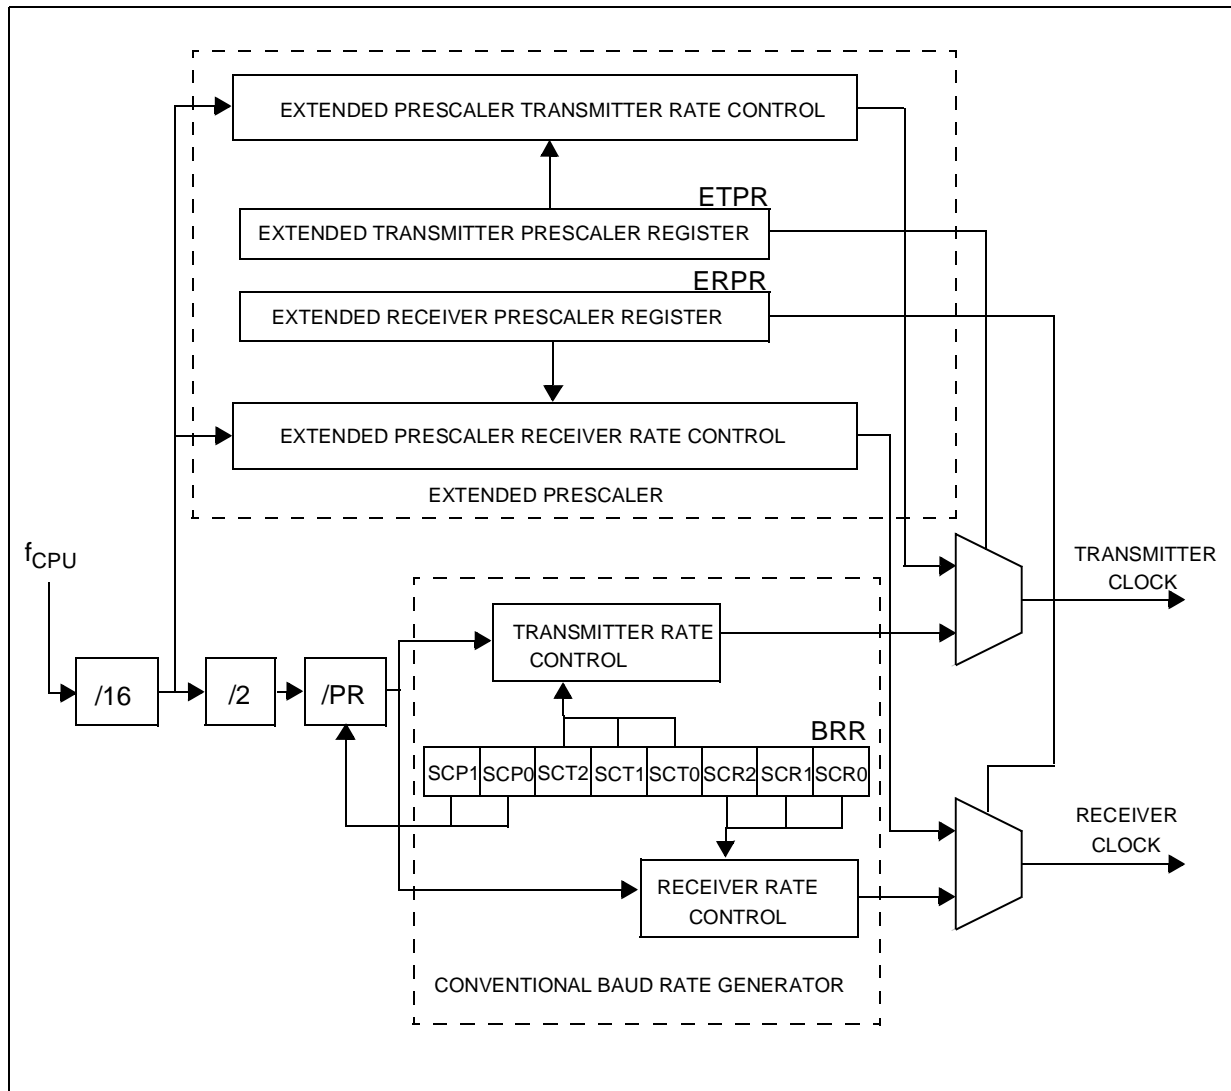 EXTENDED PRESCALER TRANSMITTER RATE CONTROL
ETPR
EXTENDED TRANSMITTER PRESCALER REGISTER
ERPR
EXTENDED RECEIVER PRESCALER REGISTER
EXTENDED PRESCALER RECEIVER RATE CONTROL
EXTENDED PRESCALER
fCPU
TRANSMITTER
CLOCK
TRANSMITTER RATE
CONTROL
/16
/2
/PR
BRR
SCP1 SCP0 SCT2 SCT1 SCT0 SCR2 SCR1 SCR0
RECEIVER
CLOCK
RECEIVER RATE
CONTROL
CONVENTIONAL BAUD RATE GENERATOR